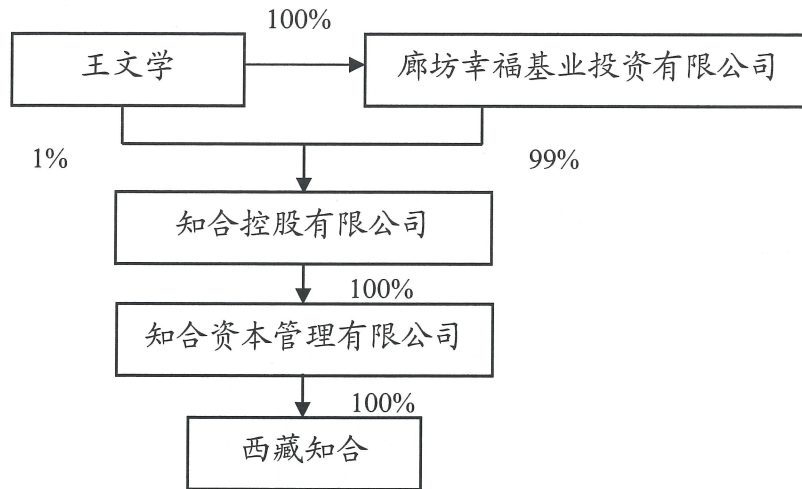 100%
王文学
廊坊幸福基业投资有限公司
1%
99%
知合控股有限公司
100%
知合资本管理有限公司
100%
西藏知合